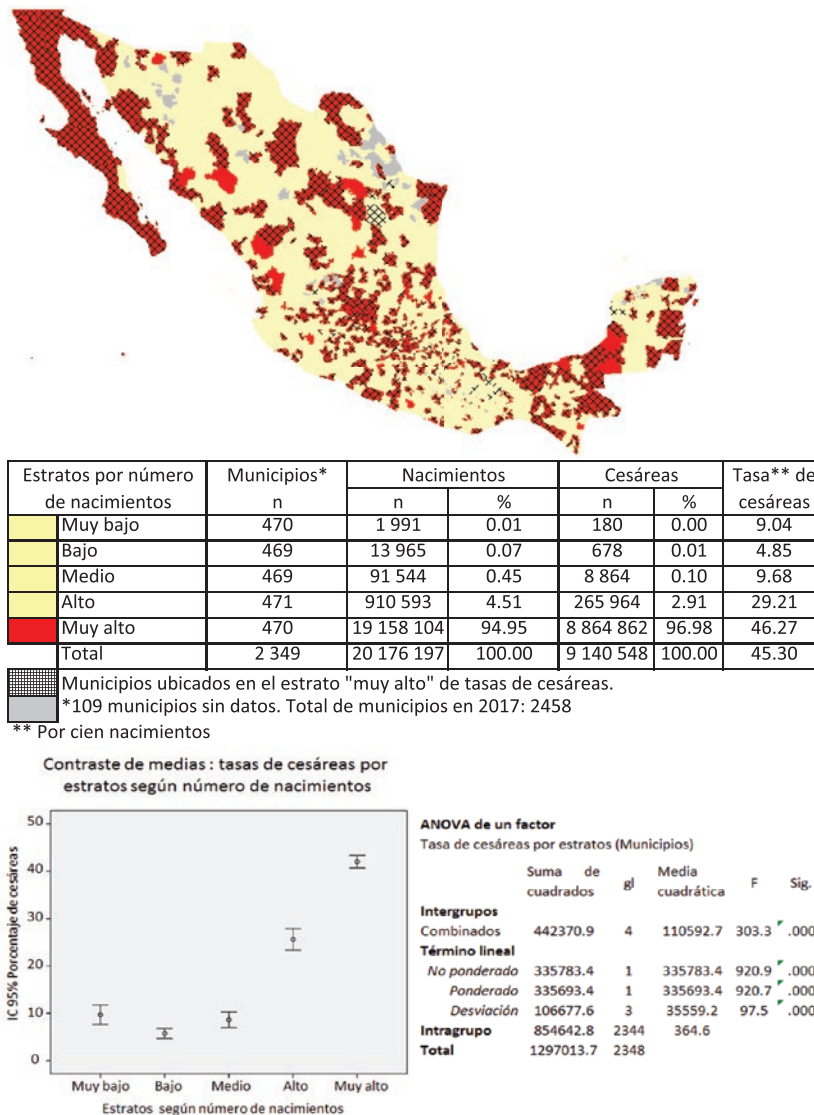 Estratos por número de nacimientos | Municipios* | Nacimientos | Cesáreas | Tasa** de cesáreas
n | n | % | n | %
Muy bajo | 470 | 1 991 | 0.01 | 180 | 0.00 | 9.04
Bajo | 469 | 13 965 | 0.07 | 678 | 0.01 | 4.85
Medio | 469 | 91 544 | 0.45 | 8 864 | 0.10 | 9.68
Alto | 471 | 910 593 | 4.51 | 265 964 | 2.91 | 29.21
Muy alto | 470 | 19 158 104 | 94.95 | 8 864 862 | 96.98 | 46.27
Total | 2 349 | 20 176 197 | 100.00 | 9 140 548 | 100.00 | 45.30
Municipios ubicados en el estrato "muy alto" de tasas de cesáreas.
*109 municipios sin datos. Total de municipios en 2017: 2458
** Por cien nacimientos
Contraste de medias : tasas de cesáreas por
estratos según número de nacimientos
IC 95% Porcentaje de cesáreas
50
40
30
20
10
0
Muy bajo Bajo Medio Alto Muy alto
Estratos según número de nacimientos
ANOVA de un factor
Tasa de cesáreas por estratos (Municipios)
Suma de cuadrados | gl | Media cuadrática | F | Sig.
Intergrupos
Combinados 442370.9 4 110592.7 303.3 .000
Término lineal
No ponderado 335783.4 1 335783.4 920.9 .000
Ponderado 335693.4 1 335693.4 920.7 .000
Desviación 106677.6 3 35559.2 97.5 .000
Intragrupo 854642.8 2344 364.6
Total 1297013.7 2348